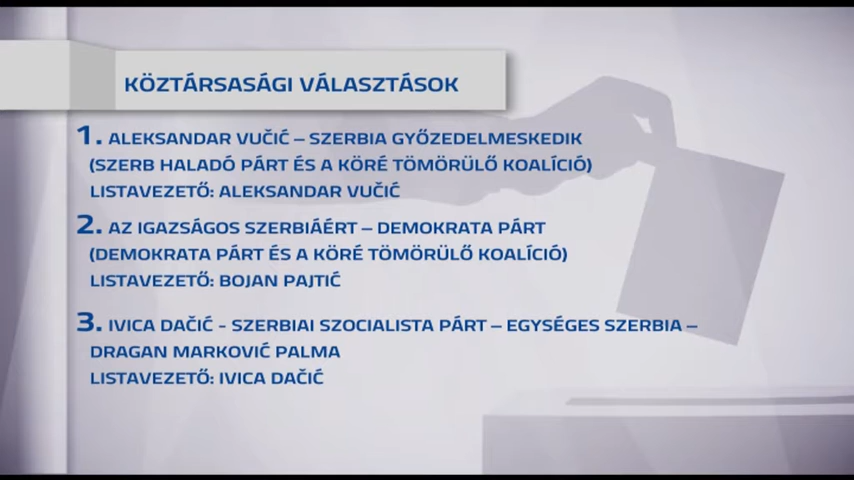 KÖZTÁRSASÁGI VÁLASZTÁSOK
1. ALEKSANDAR VUČIĆ – SZERBIA GYŐZEDELMESKEDIK
(SZERB HALADÓ PÁRT ÉS A KÖRÉ TÖMÖRÜLŐ KOALÍCIÓ)
LISTAVEZETŐ: ALEKSANDAR VUČIĆ
2. AZ IGAZSÁGOS SZERBIÁÉRT – DEMOKRATA PÁRT
(DEMOKRATA PÁRT ÉS A KÖRÉ TÖMÖRÜLŐ KOALÍCIÓ)
LISTAVEZETŐ: BOJAN PAJTIĆ
3. IVICA DAČIĆ - SZERBIAI SZOCIALISTA PÁRT – EGYSÉGES SZERBIA –
DRAGAN MARKOVIĆ PALMA
LISTAVEZETŐ: IVICA DAČIĆ